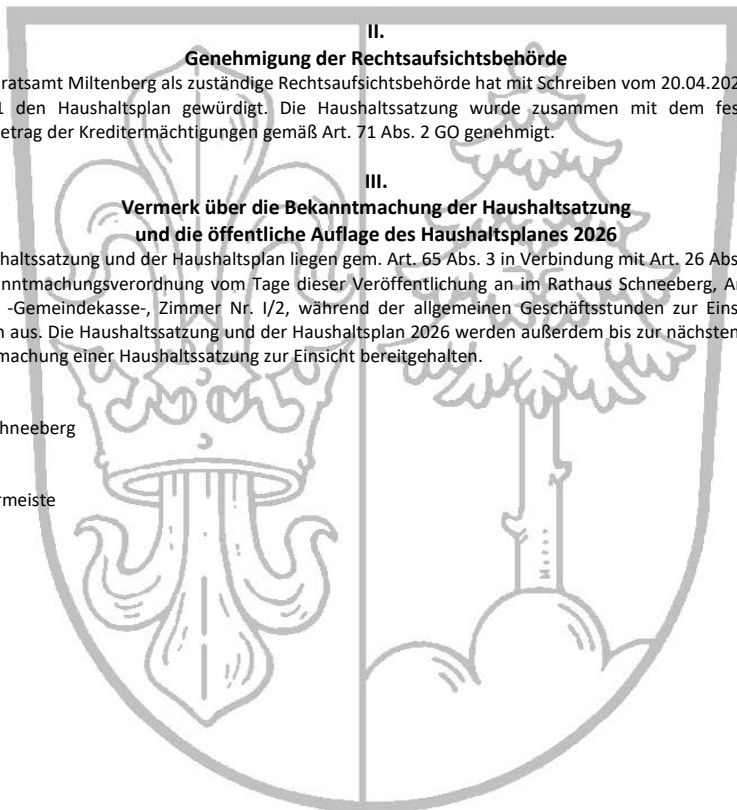 II.
Genehmigung der Rechtsaufsichtsbehörde
ratsamt Miltenberg als zuständige Rechtsaufsichtsbehörde hat mit Schreiben vom 20.04.202
1 den Haushaltsplan gewürdigt. Die Haushaltssatzung wurde zusammen mit dem fes
etrag der Kreditermächtigungen gemäß Art. 71 Abs. 2 GO genehmigt.
III.
Vermerk über die Bekanntmachung der Haushaltsatzung
und die öffentliche Auflage des Haushaltsplanes 2026
haltssatzung und der Haushaltsplan liegen gem. Art. 65 Abs. 3 in Verbindung mit Art. 26 Abs
anntmachungsverordnung vom Tage dieser Veröffentlichung an im Rathaus Schneeberg, A
-Gemeindekasse-, Zimmer Nr. I/2, während der allgemeinen Geschäftsstunden zur Eins
n aus. Die Haushaltssatzung und der Haushaltsplan 2026 werden außerdem bis zur nächsten
machung einer Haushaltssatzung zur Einsicht bereitgehalten.
hneeberg
rmeiste